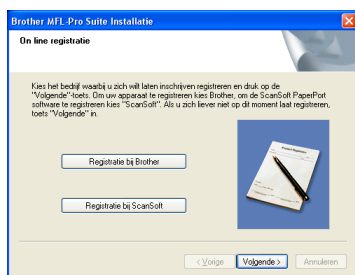 Brother MFL-Pro Suite Installatie
On line registratie
Kies het bedrijf waarbij u zich wilt laten inschrijven registreren en druk op de
"Volgende"-toets. Om uw apparaat te registreren kies Brother, om de ScanSoft PaperPort
software te registreren kies "ScanSoft". Als u zich liever niet op dit moment laat registreren,
toets "Volgende" in.
Registratie bij Brother
Registratie bij ScanSoft
< Vorige
Volgende >
Annuleren